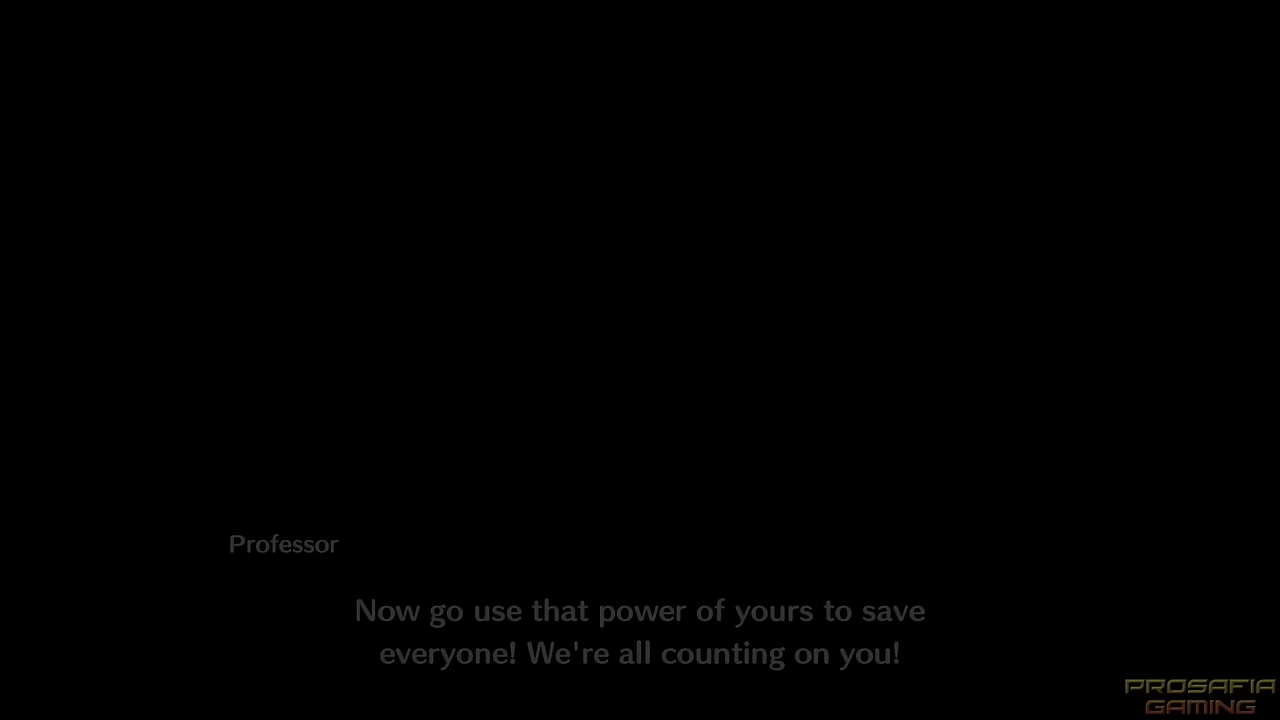 Professor
Now go use that power of yours to save
everyone! We're all counting on you!
PROSAFIA
GAMING